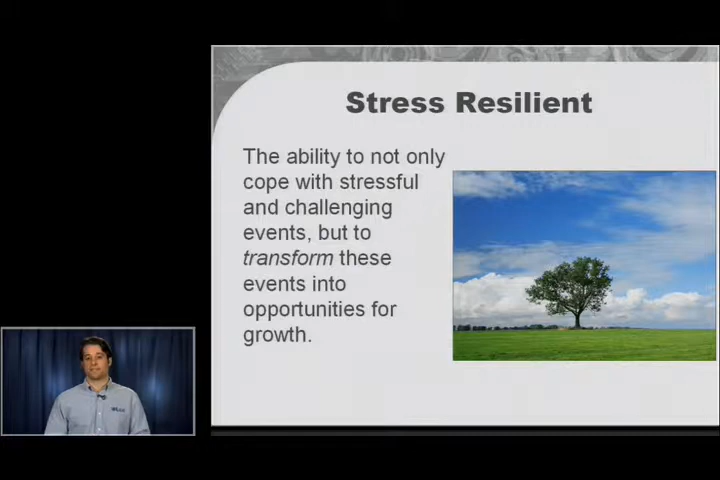 Stress Resilient
The ability to not only
cope with stressful
and challenging
events, but to
transform these
events into
opportunities for
growth.